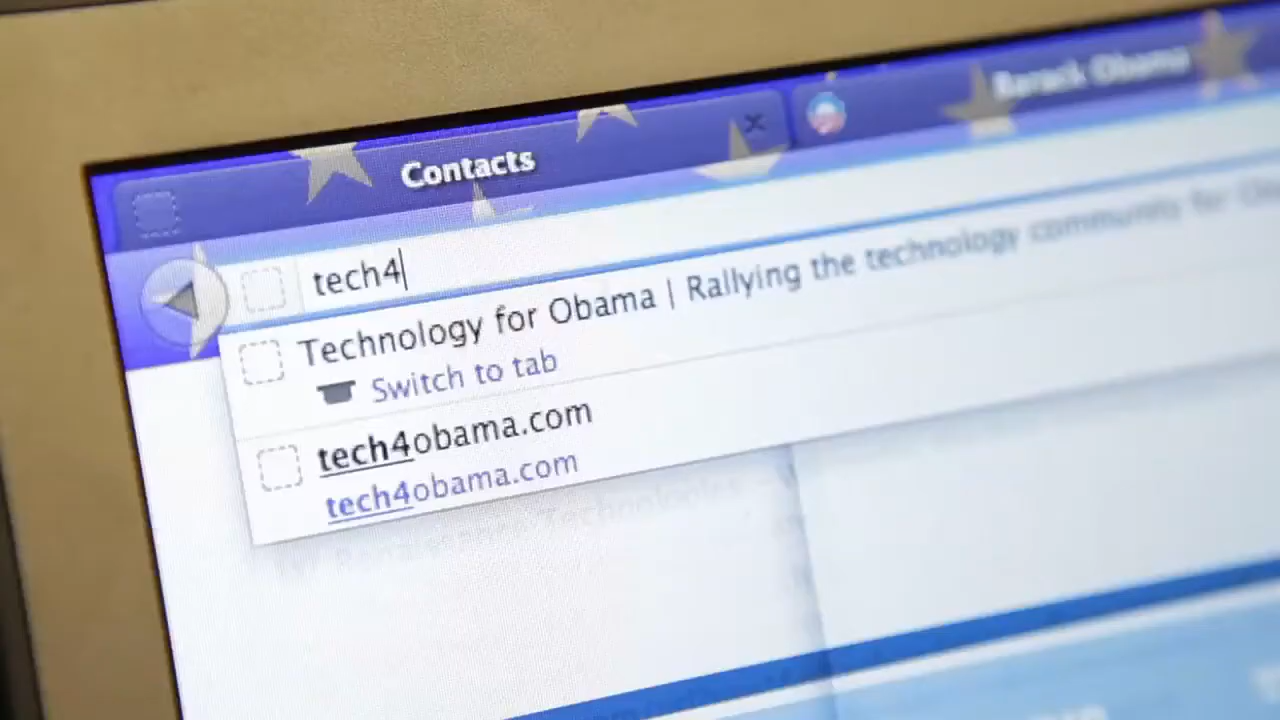 Contacts
Barack Obama
tech4
Technology for Obama | Rallying the technology community for
Switch to tab
tech4obama.com
tech4obama.com